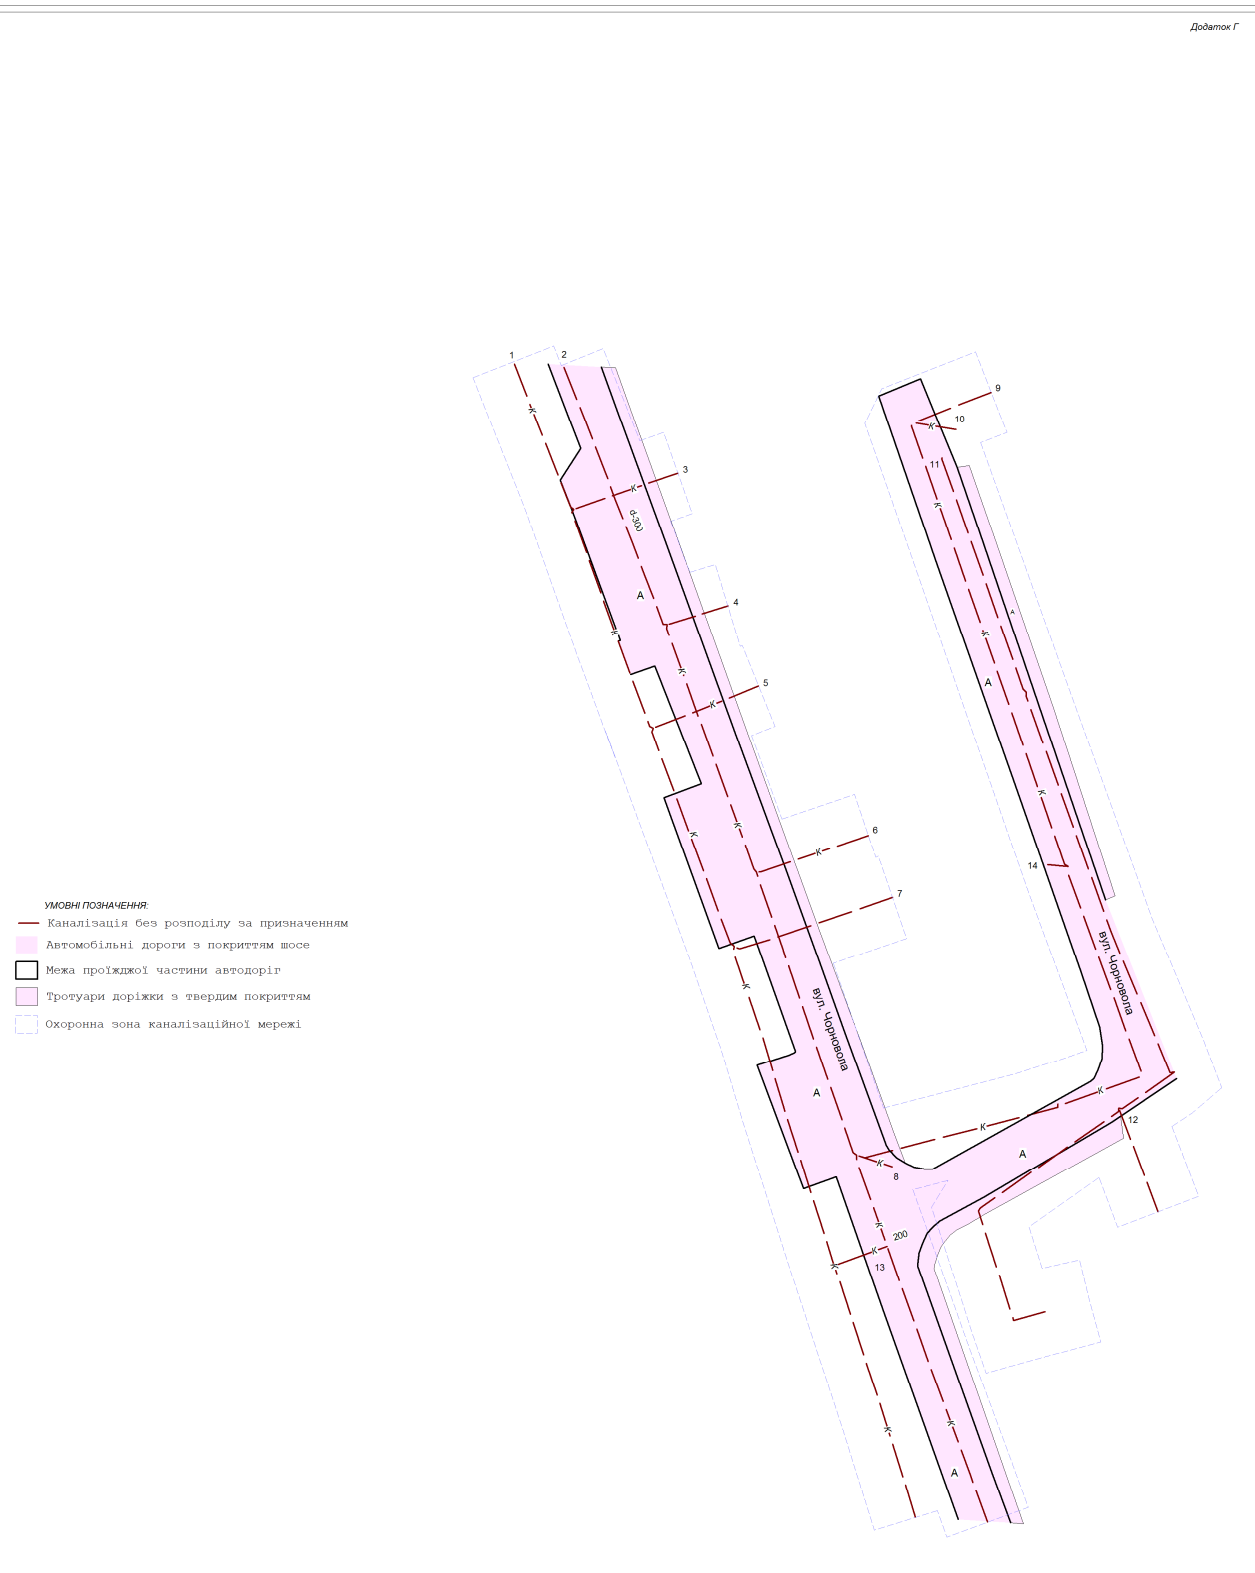 Додаток Г
1
2
К
9
10
К
11
3
К
К
d-300
А
К
4
А
К
К
А
5
К
К
К
К
6
К
14
7
вул. Чорновола
К
вул. Чорновола
А
К
К
12
А
К
8
К
200
К
13
К
К
К
А
УМОВНІ ПОЗНАЧЕННЯ:
Каналізація без розподілу за призначенням
Автомобільні дороги з покриттям шосе
Межа проїжджої частини автодоріг
Тротуари доріжки з твердим покриттям
Охоронна зона каналізаційної мережі